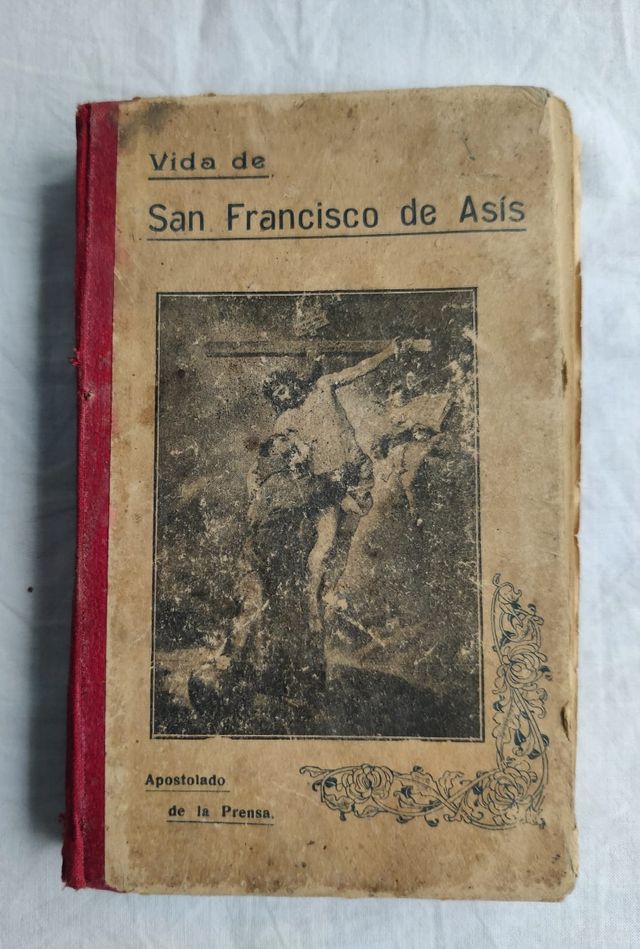 Vida de
San Francisco de Asís
Apostolado
de la Prensa.